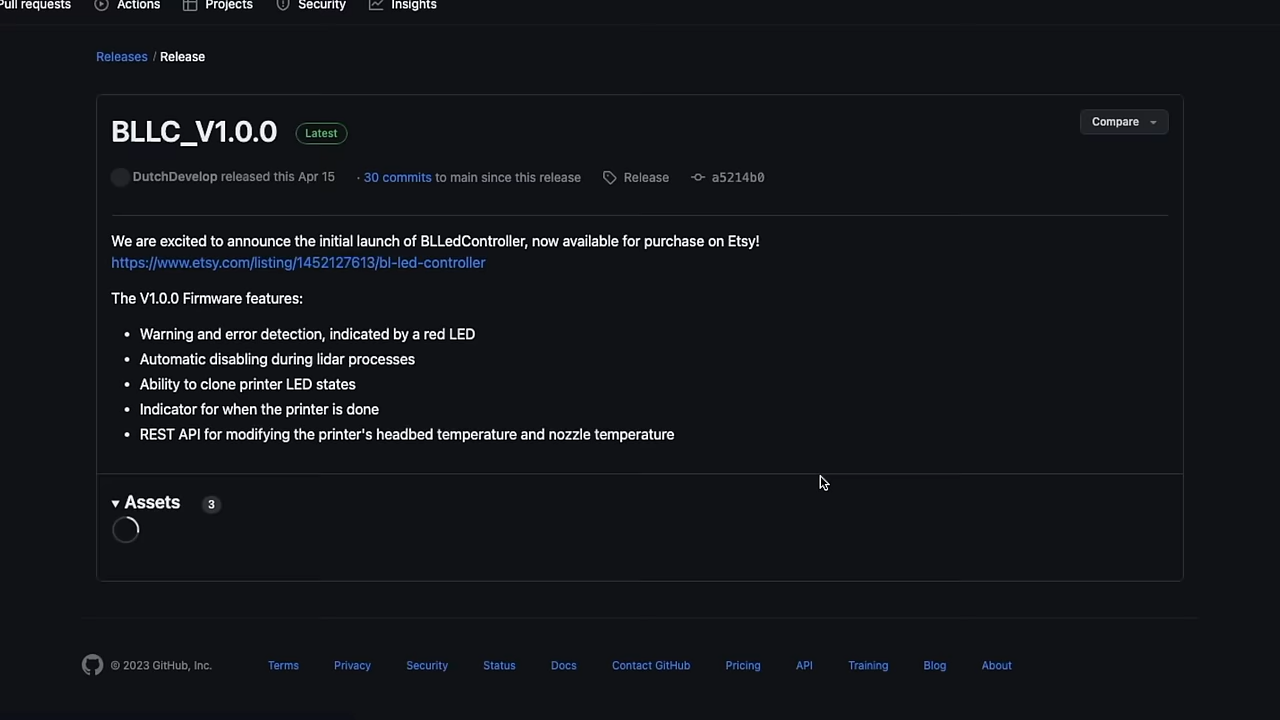 Pull requests Actions Projects Security Insights
Releases / Release
BLLC_V1.0.0 Latest
Compare
DutchDevelop released this Apr 15 · 30 commits to main since this release Release a5214b0
We are excited to announce the initial launch of BLLedController, now available for purchase on Etsy!
https://www.etsy.com/listing/1452127613/bl-led-controller
The V1.0.0 Firmware features:
• Warning and error detection, indicated by a red LED
• Automatic disabling during lidar processes
• Ability to clone printer LED states
• Indicator for when the printer is done
• REST API for modifying the printer's headbed temperature and nozzle temperature
Assets 3
© 2023 GitHub, Inc. Terms Privacy Security Status Docs Contact GitHub Pricing API Training Blog About